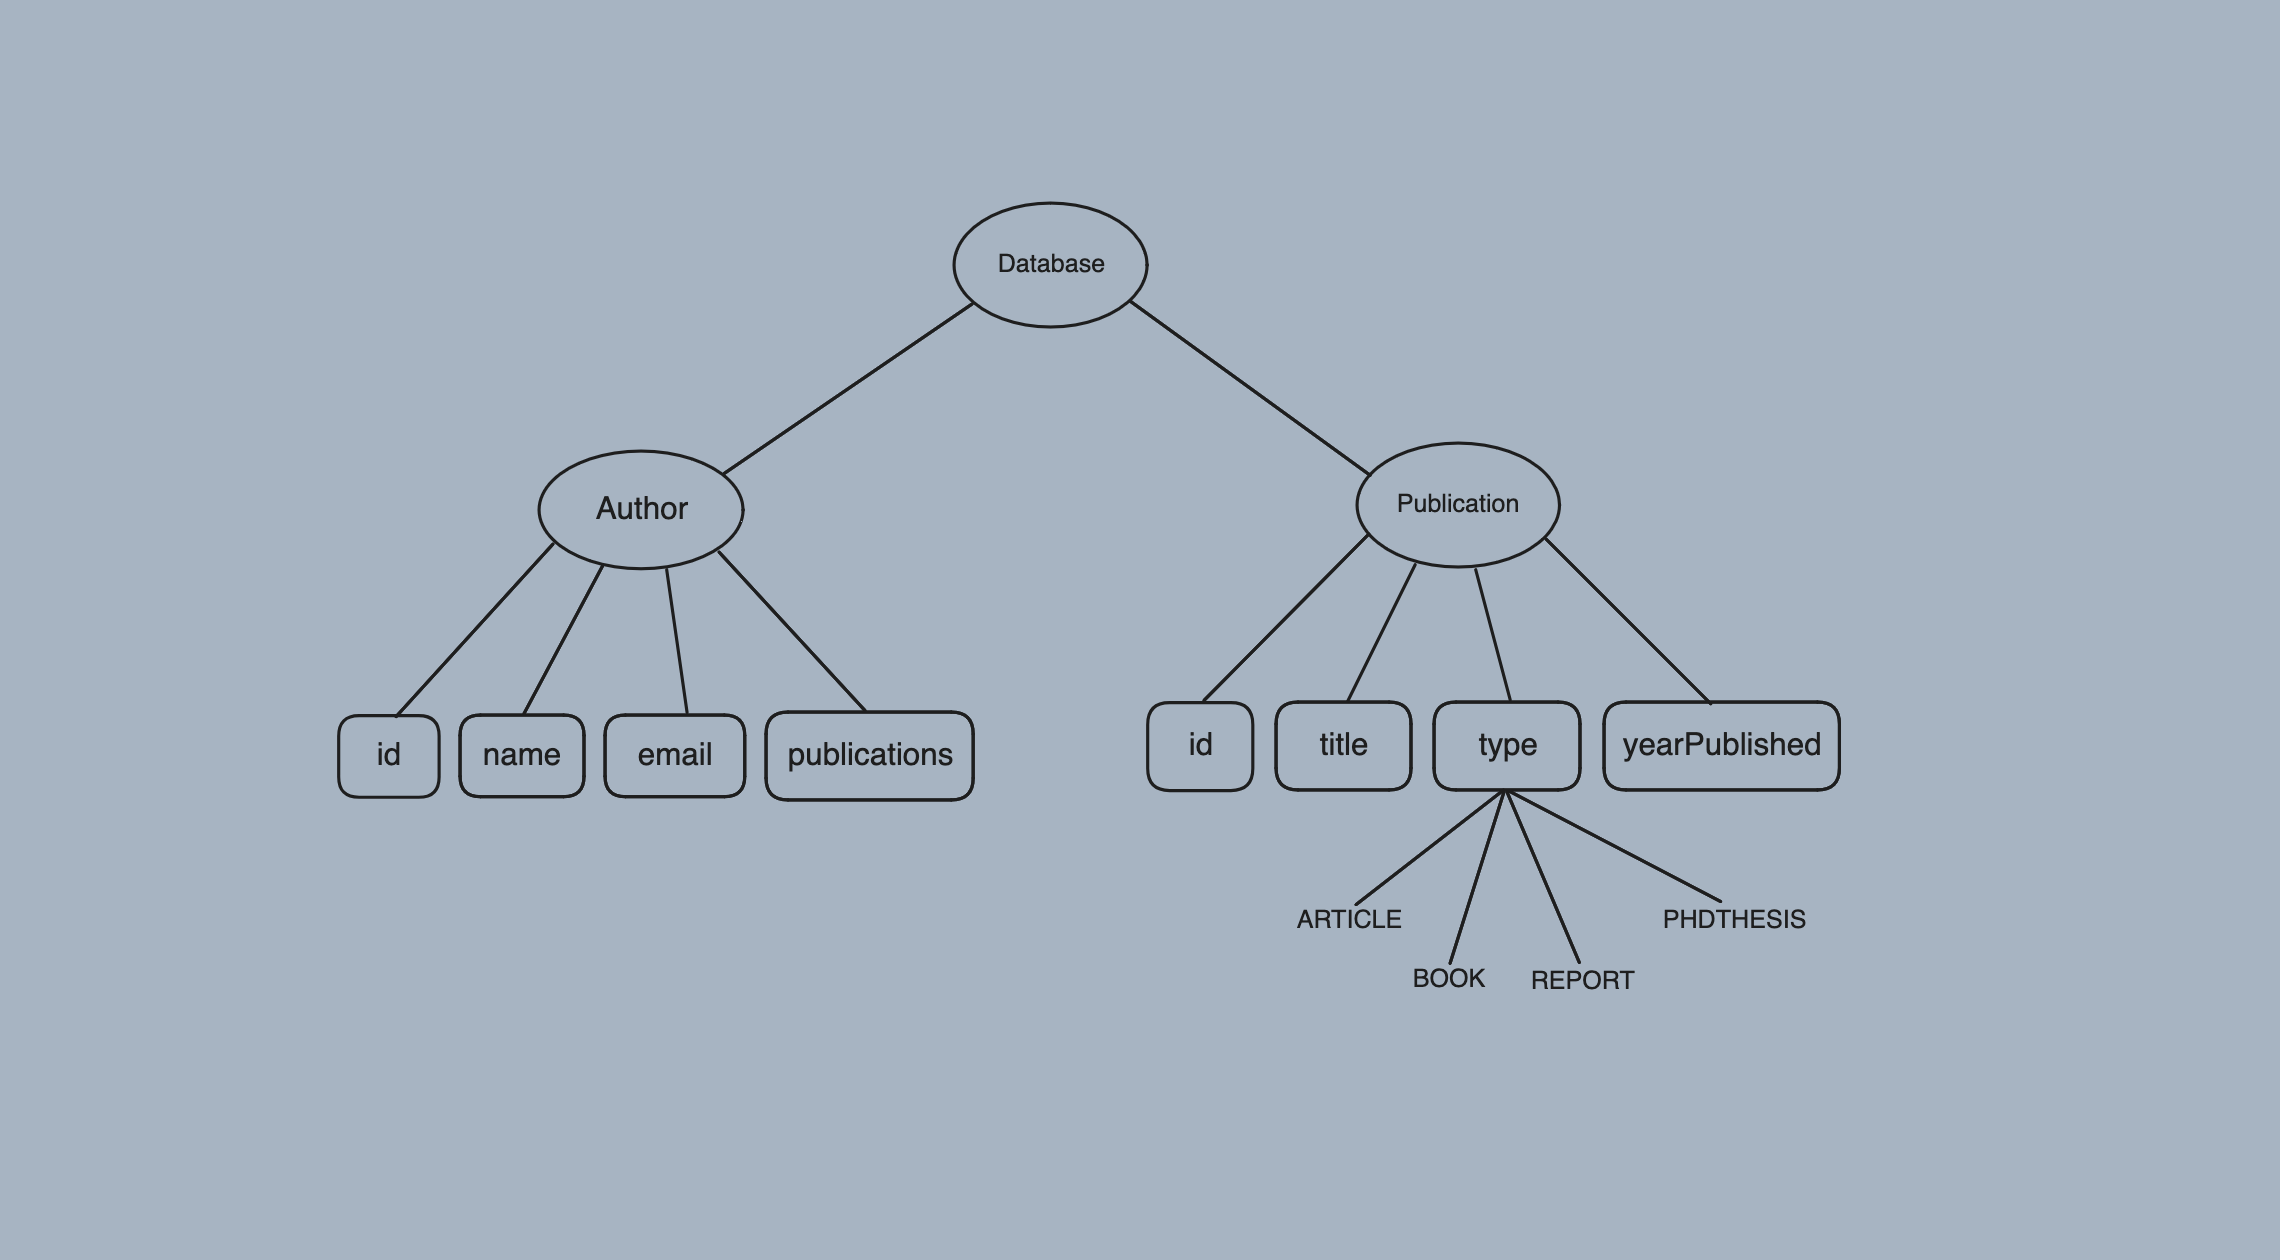 Database
Author
Publication
id
name
email
publications
id
title
type
yearPublished
ARTICLE
BOOK
REPORT
PHDTHESIS